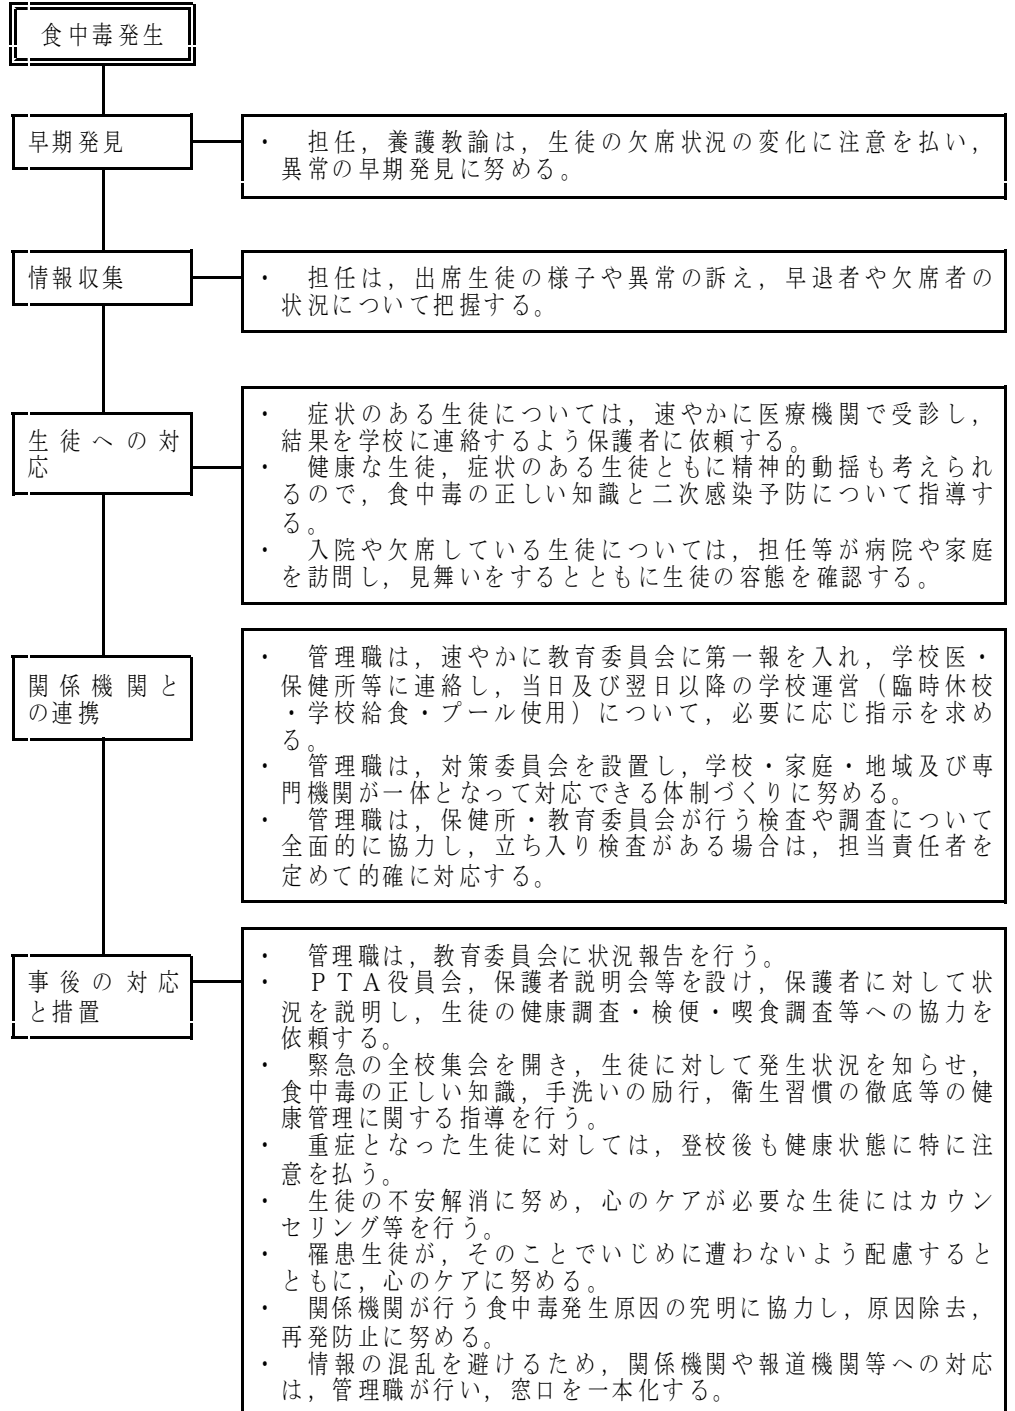 食中毒発生
早期発見
・　担任，養護教諭は，生徒の欠席状況の変化に注意を払い，
異常の早期発見に努める。
情報収集
・　担任は，出席生徒の様子や異常の訴え，早退者や欠席者の
状況について把握する。
生徒への対
応
・　症状のある生徒については，速やかに医療機関で受診し，
結果を学校に連絡するよう保護者に依頼する。
・　健康な生徒，症状のある生徒ともに精神的動揺も考えられ
るので，食中毒の正しい知識と二次感染予防について指導す
る。
・　入院や欠席している生徒については，担任等が病院や家庭
を訪問し，見舞いをするとともに生徒の容態を確認する。
関係機関と
の連携
・　管理職は，速やかに教育委員会に第一報を入れ，学校医・
保健所等に連絡し，当日及び翌日以降の学校運営（臨時休校
・学校給食・プール使用）について，必要に応じ指示を求め
る。
・　管理職は，対策委員会を設置し，学校・家庭・地域及び専
門機関が一体となって対応できる体制づくりに努める。
・　管理職は，保健所・教育委員会が行う検査や調査について
全面的に協力し，立ち入り検査がある場合は，担当責任者を
定めて的確に対応する。
事後の対応
と措置
・　管理職は，教育委員会に状況報告を行う。
・　ＰＴＡ役員会，保護者説明会等を設け，保護者に対して状
況を説明し，生徒の健康調査・検便・喫食調査等への協力を
依頼する。
・　緊急の全校集会を開き，生徒に対して発生状況を知らせ，
食中毒の正しい知識，手洗いの励行，衛生習慣の徹底等の健
康管理に関する指導を行う。
・　重症となった生徒に対しては，登校後も健康状態に特に注
意を払う。
・　生徒の不安解消に努め，心のケアが必要な生徒にはカウン
セリング等を行う。
・　罹患生徒が，そのことでいじめに遭わないよう配慮すると
ともに，心のケアに努める。
・　関係機関が行う食中毒発生原因の究明に協力し，原因除去，
再発防止に努める。
・　情報の混乱を避けるため，関係機関や報道機関等への対応
は，管理職が行い，窓口を一本化する。